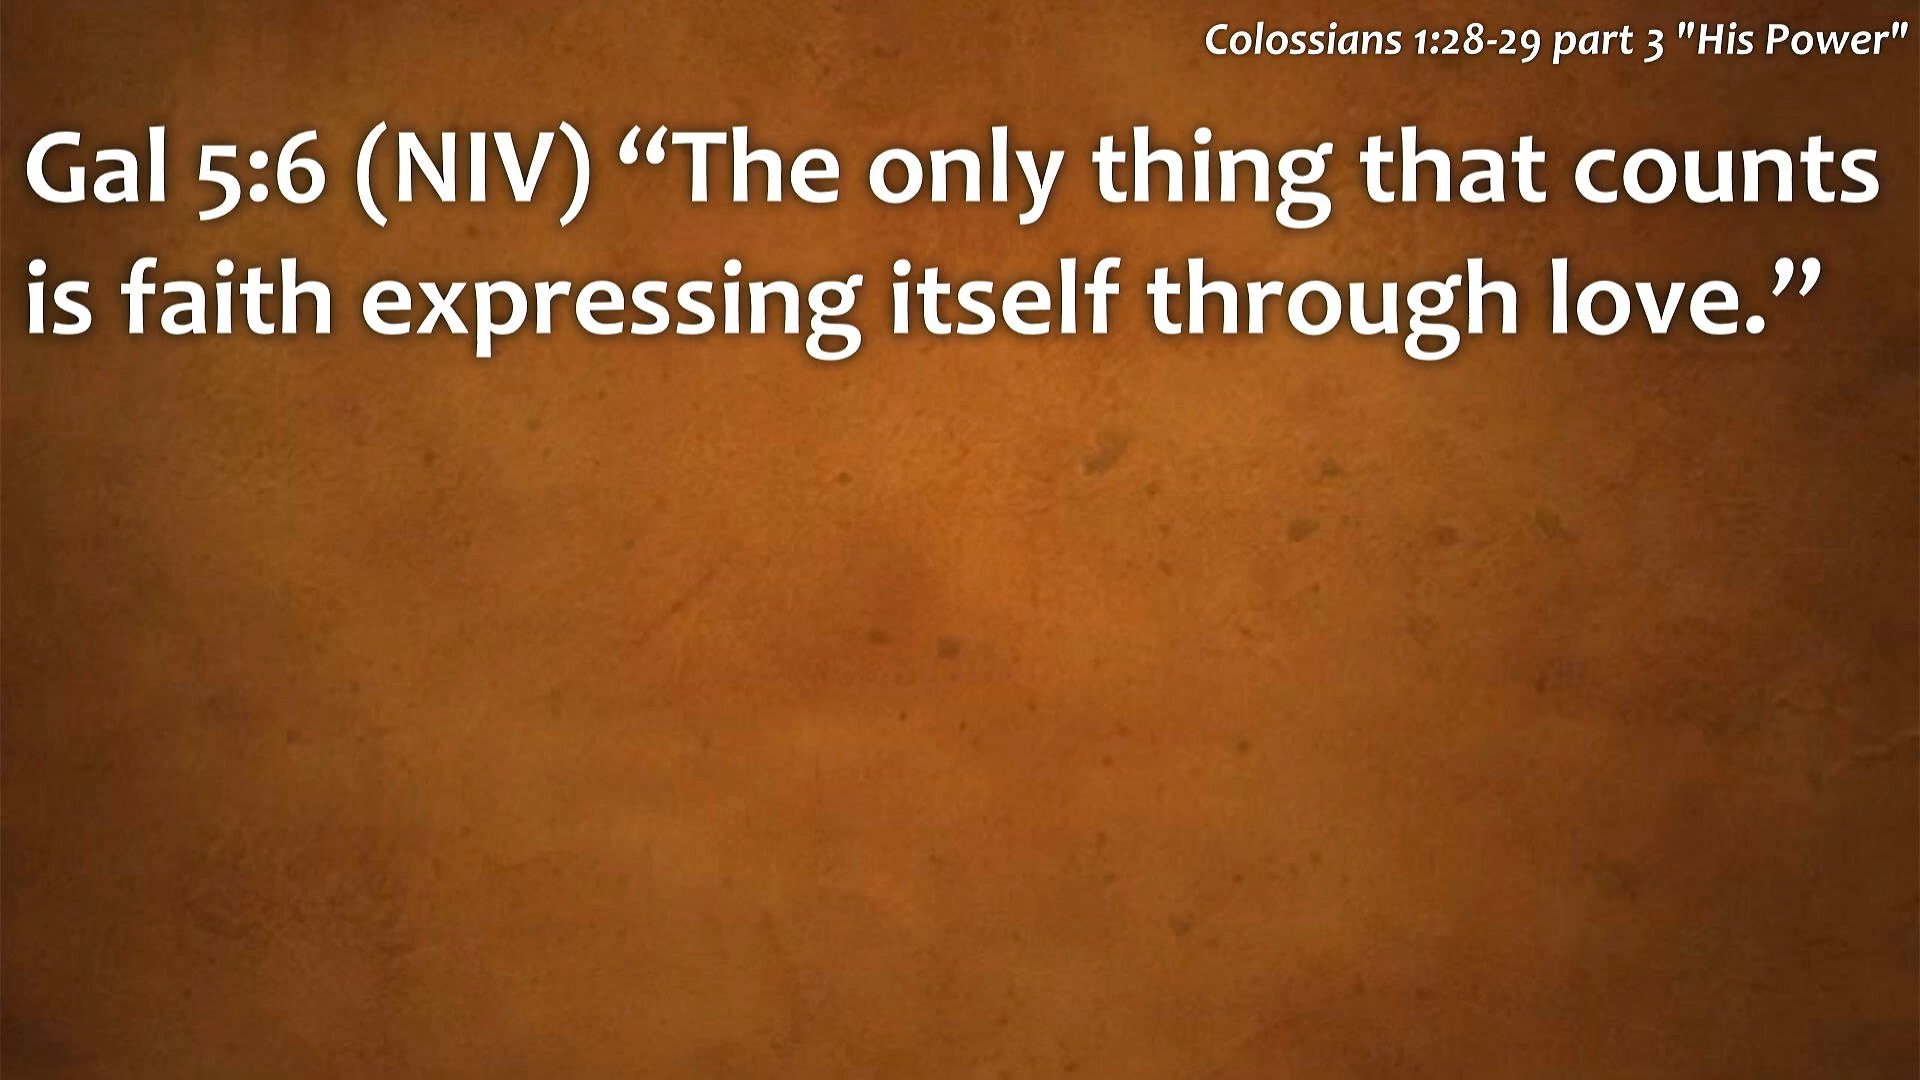 Colossians 1:28-29 part 3 "His Power"
Gal 5:6 (NIV) “The only thing that counts
is faith expressing itself through love.”